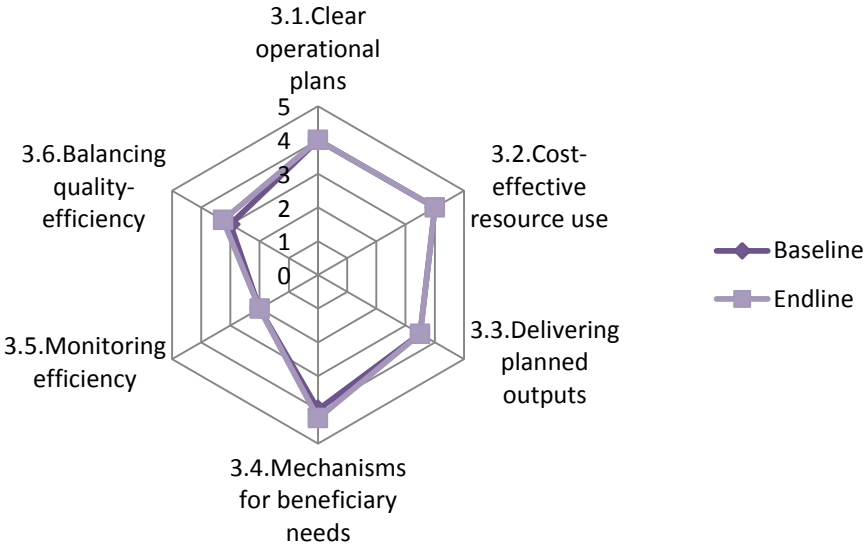 3.1.Clear
operational
plans
5
4
3
2
1
0
3.2.Cost-
effective
resource use
3.3.Delivering
planned
outputs
3.4.Mechanisms
for beneficiary
needs
3.5.Monitoring
efficiency
3.6.Balancing
quality-
efficiency
Baseline
Endline